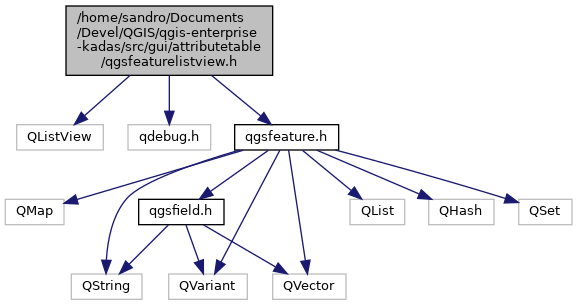 /home/sandro/Documents
/Devel/QGIS/qgis-enterprise
-kadas/src/gui/attributetable
/qgsfeaturelistview.h
QListView
qdebug.h
qgsfeature.h
QMap
qgsfield.h
QList
QHash
QSet
QString
QVariant
QVector